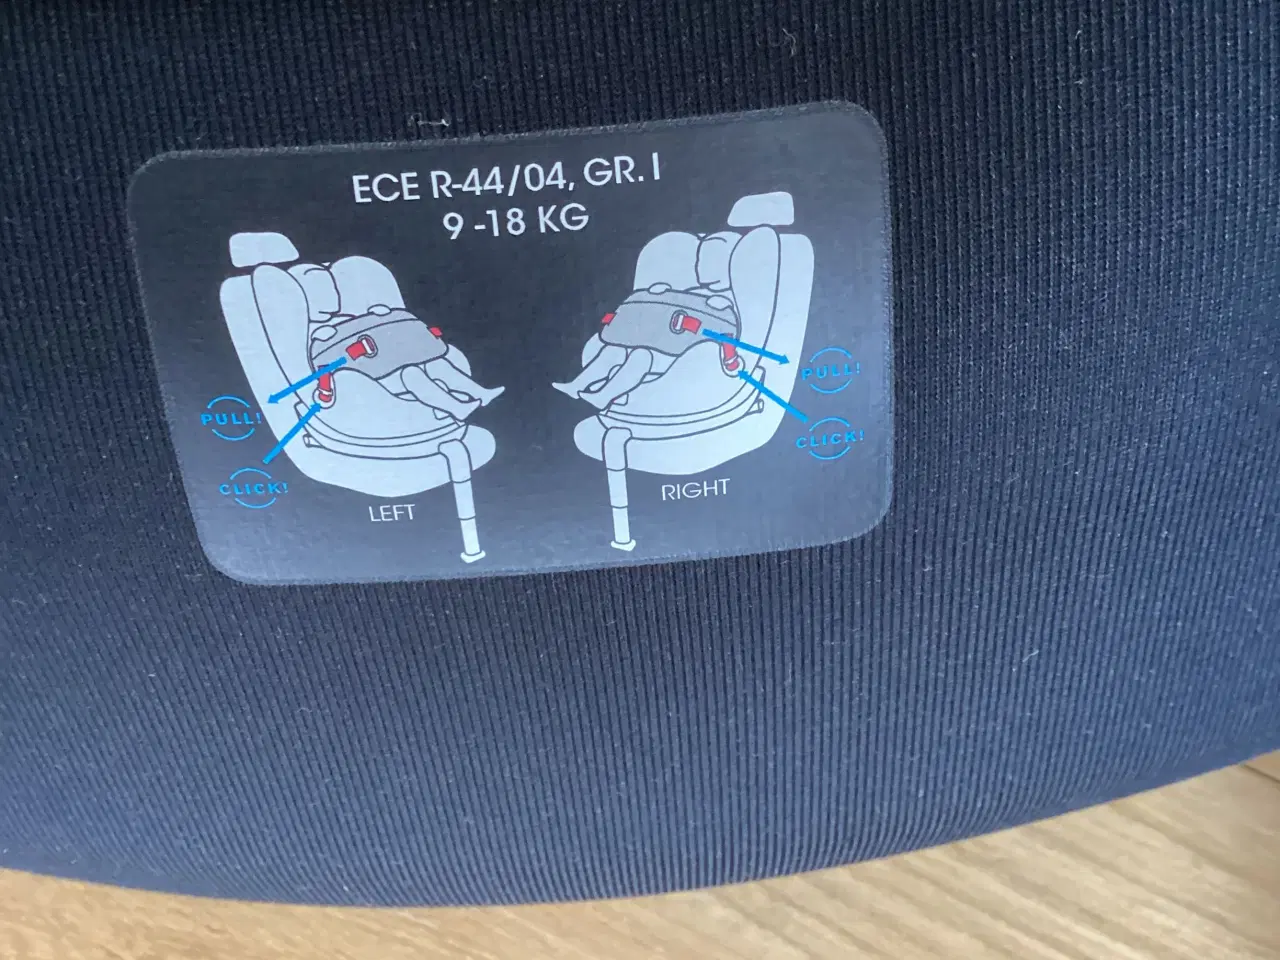 ECE R-44/04, GR. I
9 -18 KG
PULL!
CLICK!
LEFT
PULL!
CLICK!
RIGHT